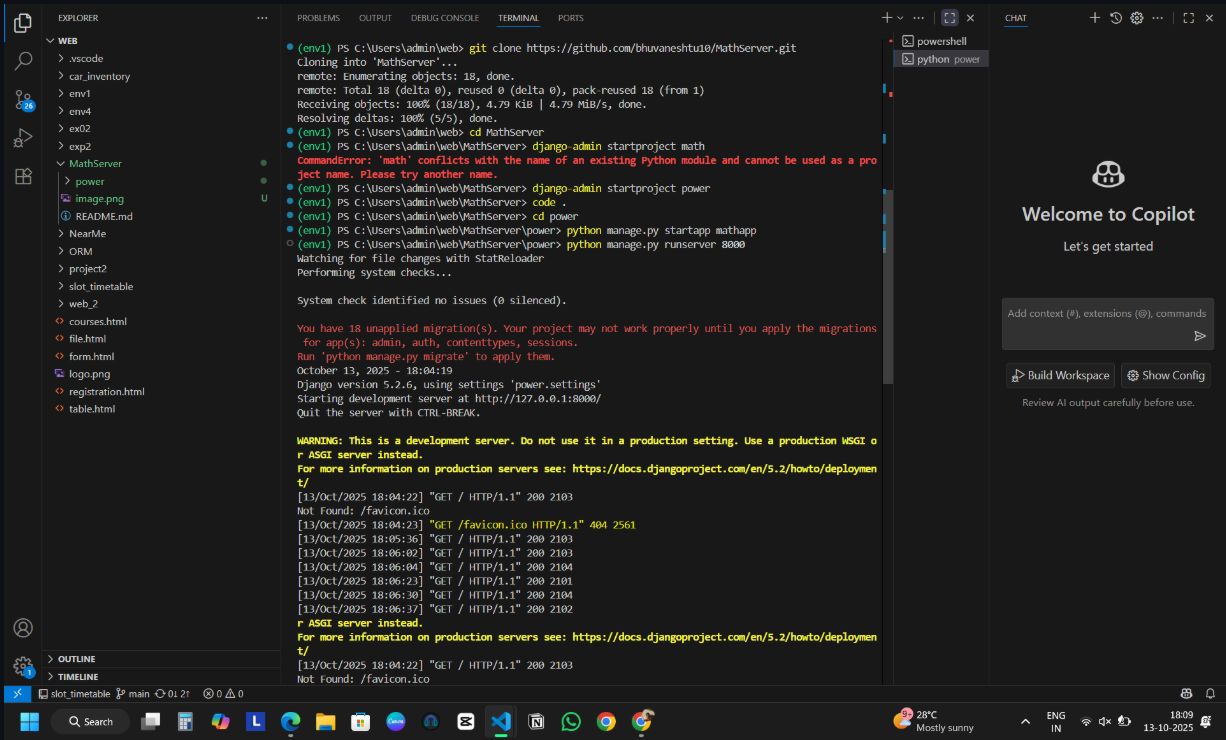 EXPLORER
WEB
.vscode
car_inventory
env1
env4
ex02
exp2
MathServer
power
image.png U
README.md
NearMe
ORM
project2
slot_timetable
web_2
courses.html
file.html
form.html
logo.png
registration.html
table.html
OUTLINE
TIMELINE
26
1
PROBLEMS OUTPUT DEBUG CONSOLE TERMINAL PORTS
(env1) PS C:\Users\admin\web> git clone https://github.com/bhuvaneshtu10/MathServer.git
Cloning into 'MathServer'...
remote: Enumerating objects: 18, done.
remote: Total 18 (delta 0), reused 0 (delta 0), pack-reused 18 (from 1)
Receiving objects: 100% (18/18), 4.79 KiB | 4.79 MiB/s, done.
Resolving deltas: 100% (5/5), done.
(env1) PS C:\Users\admin\web> cd MathServer
(env1) PS C:\Users\admin\web\MathServer> django-admin startproject math
CommandError: 'math' conflicts with the name of an existing Python module and cannot be used as a pro
ject name. Please try another name.
(env1) PS C:\Users\admin\web\MathServer> django-admin startproject power
(env1) PS C:\Users\admin\web\MathServer> code .
(env1) PS C:\Users\admin\web\MathServer> cd power
(env1) PS C:\Users\admin\web\MathServer\power> python manage.py startapp mathapp
(env1) PS C:\Users\admin\web\MathServer\power> python manage.py runserver 8000
Watching for file changes with StatReloader
Performing system checks...
System check identified no issues (0 silenced).
You have 18 unapplied migration(s). Your project may not work properly until you apply the migrations
for app(s): admin, auth, contenttypes, sessions.
Run 'python manage.py migrate' to apply them.
October 13, 2025 - 18:04:19
Django version 5.2.6, using settings 'power.settings'
Starting development server at http://127.0.0.1:8000/
Quit the server with CTRL-BREAK.
WARNING: This is a development server. Do not use it in a production setting. Use a production WSGI o
r ASGI server instead.
For more information on production servers see: https://docs.djangoproject.com/en/5.2/howto/deploymen
t/
[13/Oct/2025 18:04:22] "GET / HTTP/1.1" 200 2103
Not Found: /favicon.ico
[13/Oct/2025 18:04:23] "GET /favicon.ico HTTP/1.1" 404 2561
[13/Oct/2025 18:05:36] "GET / HTTP/1.1" 200 2103
[13/Oct/2025 18:06:02] "GET / HTTP/1.1" 200 2103
[13/Oct/2025 18:06:04] "GET / HTTP/1.1" 200 2104
[13/Oct/2025 18:06:23] "GET / HTTP/1.1" 200 2101
[13/Oct/2025 18:06:30] "GET / HTTP/1.1" 200 2104
[13/Oct/2025 18:06:37] "GET / HTTP/1.1" 200 2102
r ASGI server instead.
For more information on production servers see: https://docs.djangoproject.com/en/5.2/howto/deploymen
t/
[13/Oct/2025 18:04:22] "GET / HTTP/1.1" 200 2103
Not Found: /favicon.ico
powershell
python power
CHAT
Welcome to Copilot
Let's get started
Add context (#), extensions (@), commands
Build Workspace Show Config
Review AI output carefully before use.
slot_timetable main 0↓ 2↑ 0 0
Search
L
28°C
Mostly sunny
ENG
IN
18:09
13-10-2025